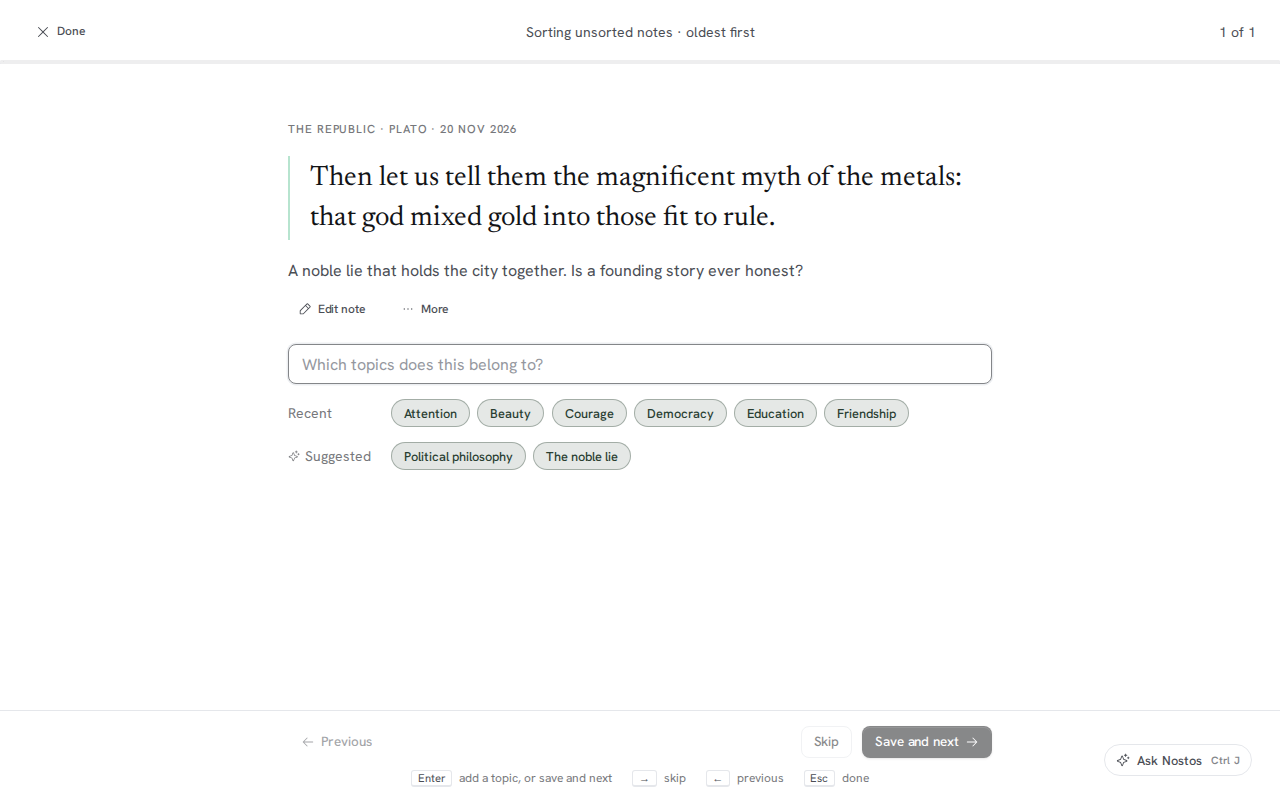 Done
Sorting unsorted notes · oldest first
1 of 1
THE REPUBLIC · PLATO · 20 NOV 2026
Then let us tell them the magnificent myth of the metals:
that god mixed gold into those fit to rule.
A noble lie that holds the city together. Is a founding story ever honest?
Edit note
··· More
Which topics does this belong to?
Recent Attention Beauty Courage Democracy Education Friendship
Suggested Political philosophy The noble lie
← Previous
Skip
Save and next →
Ask Nostos Ctrl J
Enter add a topic, or save and next → skip ← previous Esc done